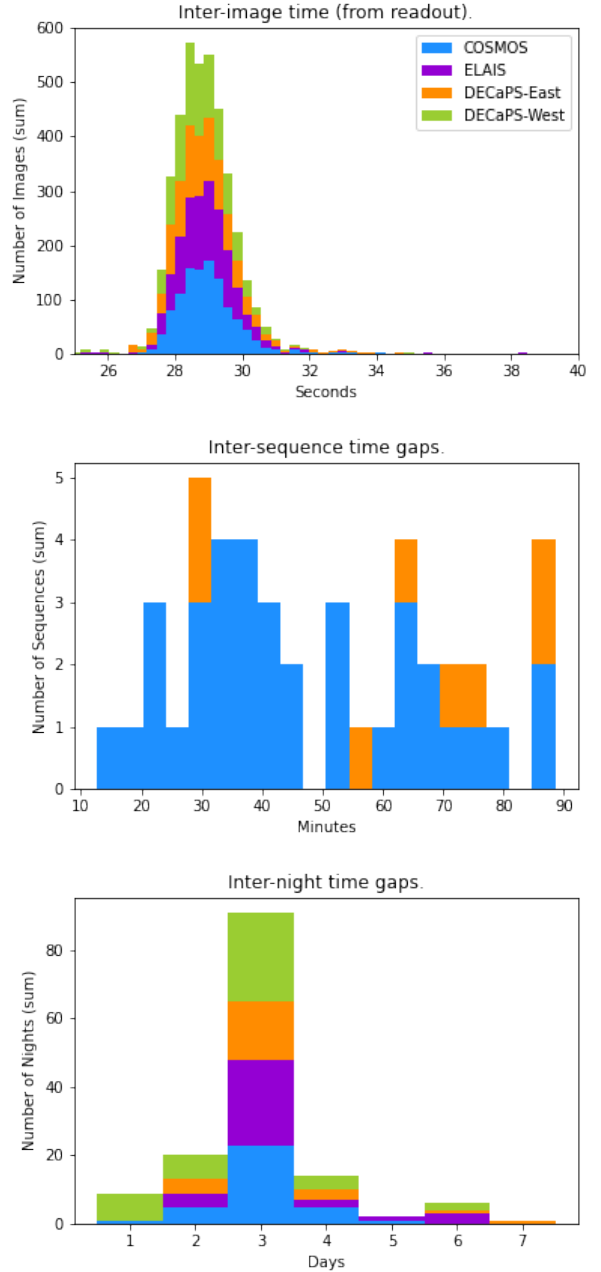 Inter-image time (from readout).
600
500
400
300
200
100
0
Number of Images (sum)
COSMOS
ELAIS
DECaPS-East
DECaPS-West
26 28 30 32 34 36 38 40
Seconds
Inter-sequence time gaps.
5
4
3
2
1
0
Number of Sequences (sum)
10 20 30 40 50 60 70 80 90
Minutes
Inter-night time gaps.
80
60
40
20
0
Number of Nights (sum)
1 2 3 4 5 6 7
Days